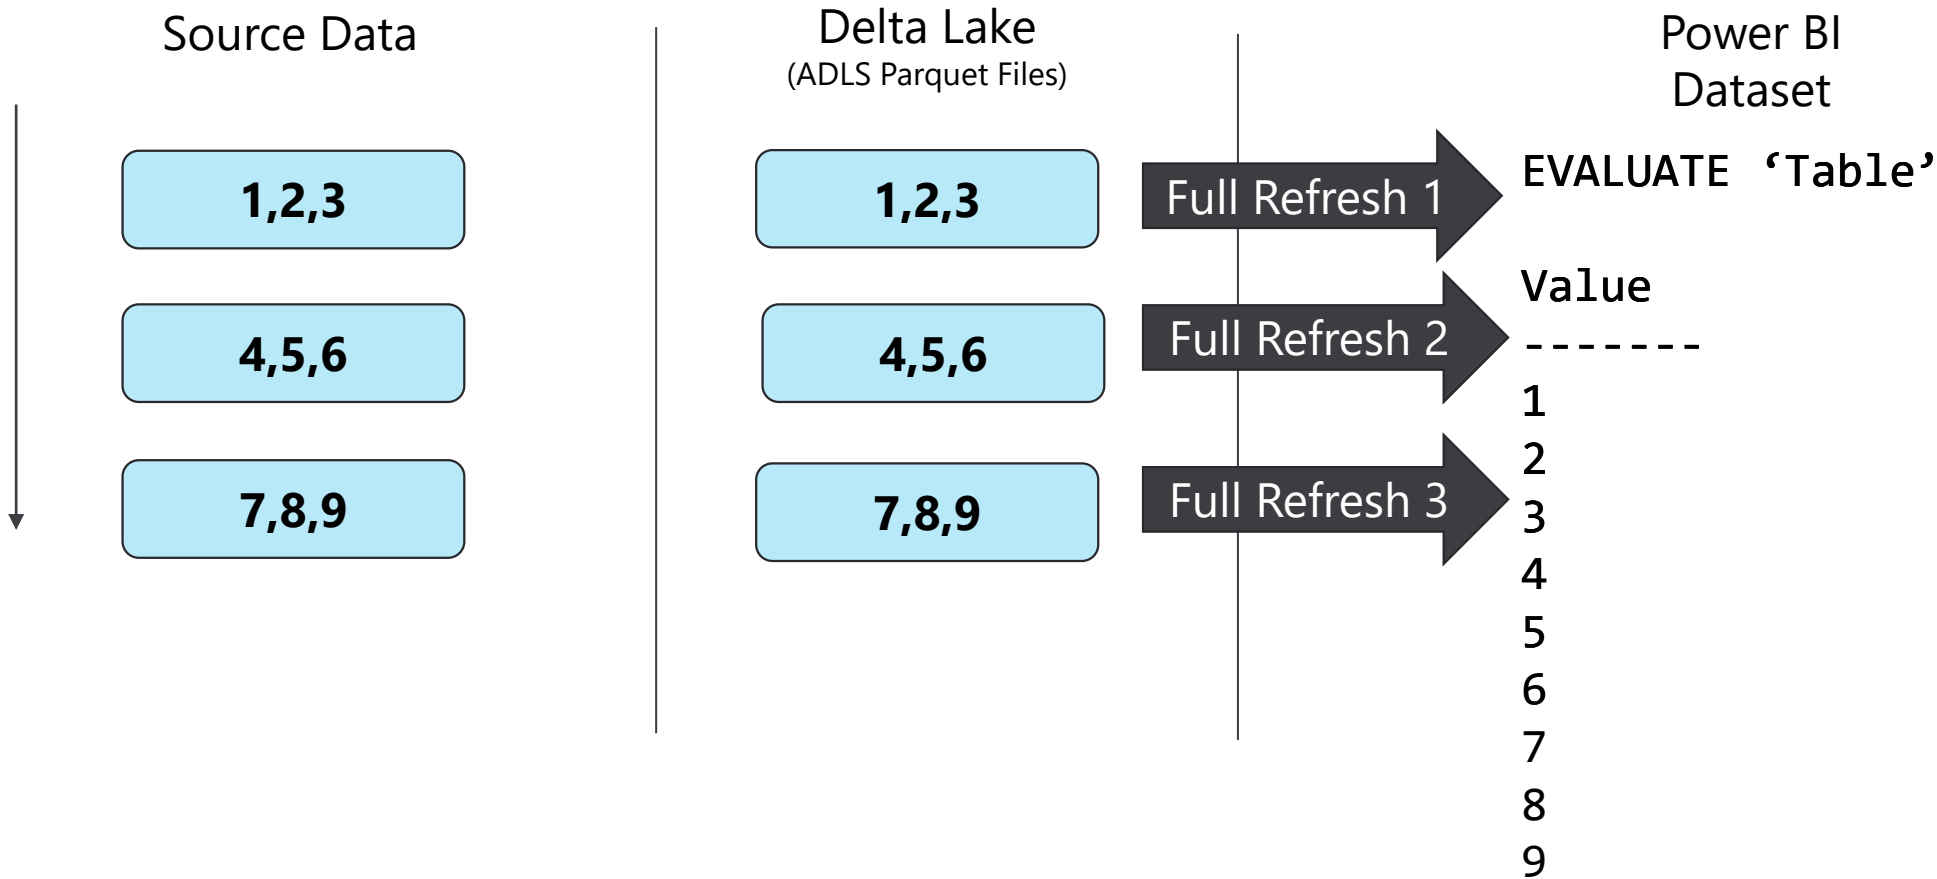 Source Data
1,2,3
4,5,6
7,8,9
Delta Lake
(ADLS Parquet Files)
1,2,3
4,5,6
7,8,9
Full Refresh 1
Full Refresh 2
Full Refresh 3
Power BI
Dataset
EVALUATE ‘Table’
Value
-------
1
2
3
4
5
6
7
8
9